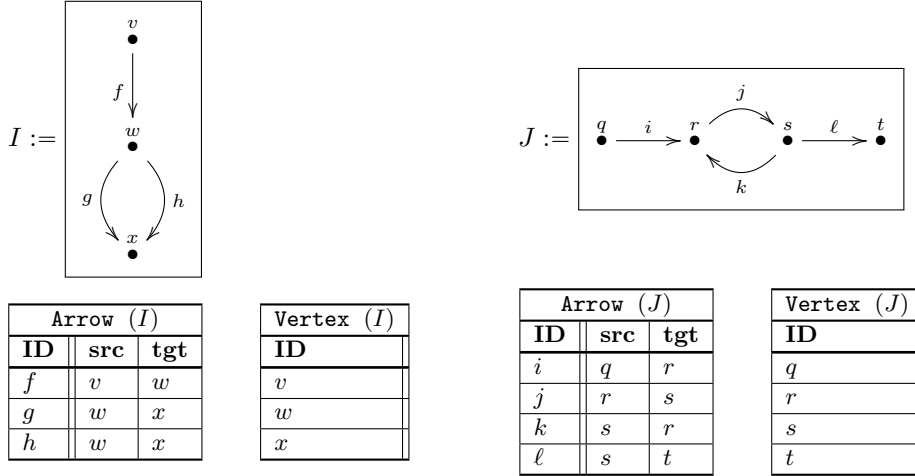 I :=
v
f
w
g
h
x
J :=
q
i
r
j
s
k
ℓ
t
Arrow (I)
ID src tgt
f v w
g w x
h w x
Vertex (I)
ID
v
w
x
Arrow (J)
ID src tgt
i q r
j r s
k s r
ℓ s t
Vertex (J)
ID
q
r
s
t